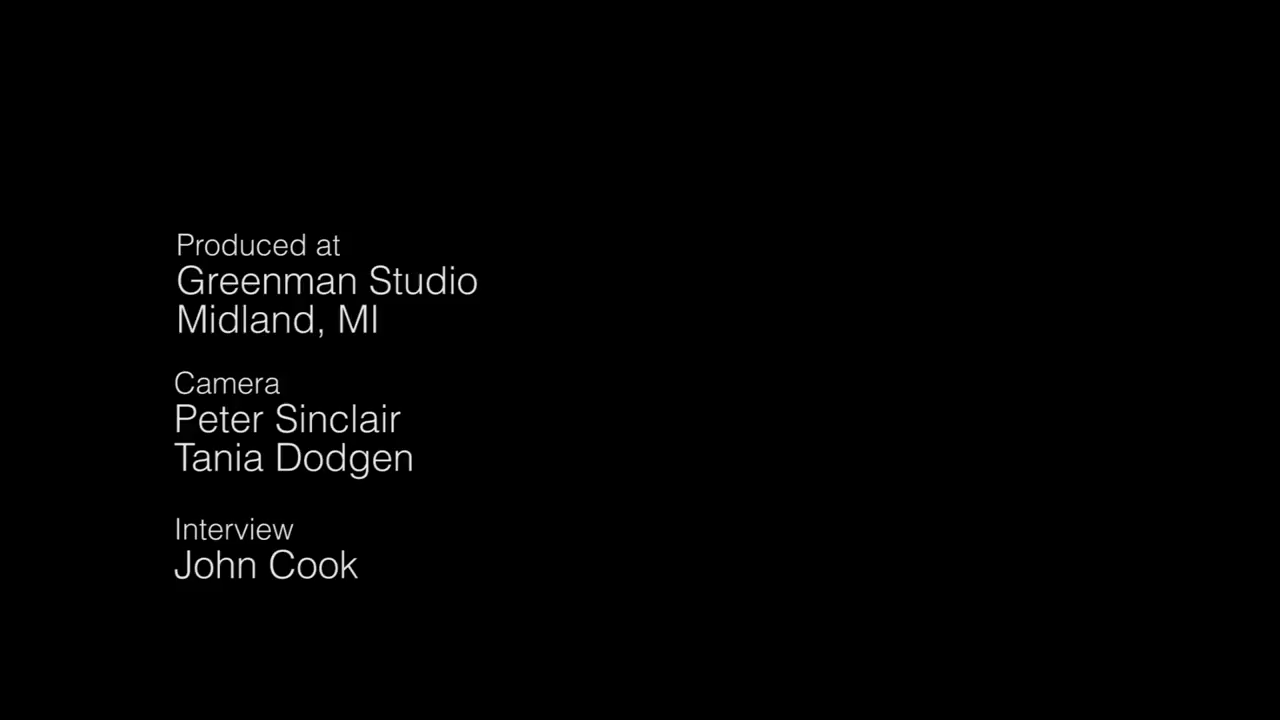 Produced at
Greenman Studio
Midland, MI
Camera
Peter Sinclair
Tania Dodgen
Interview
John Cook